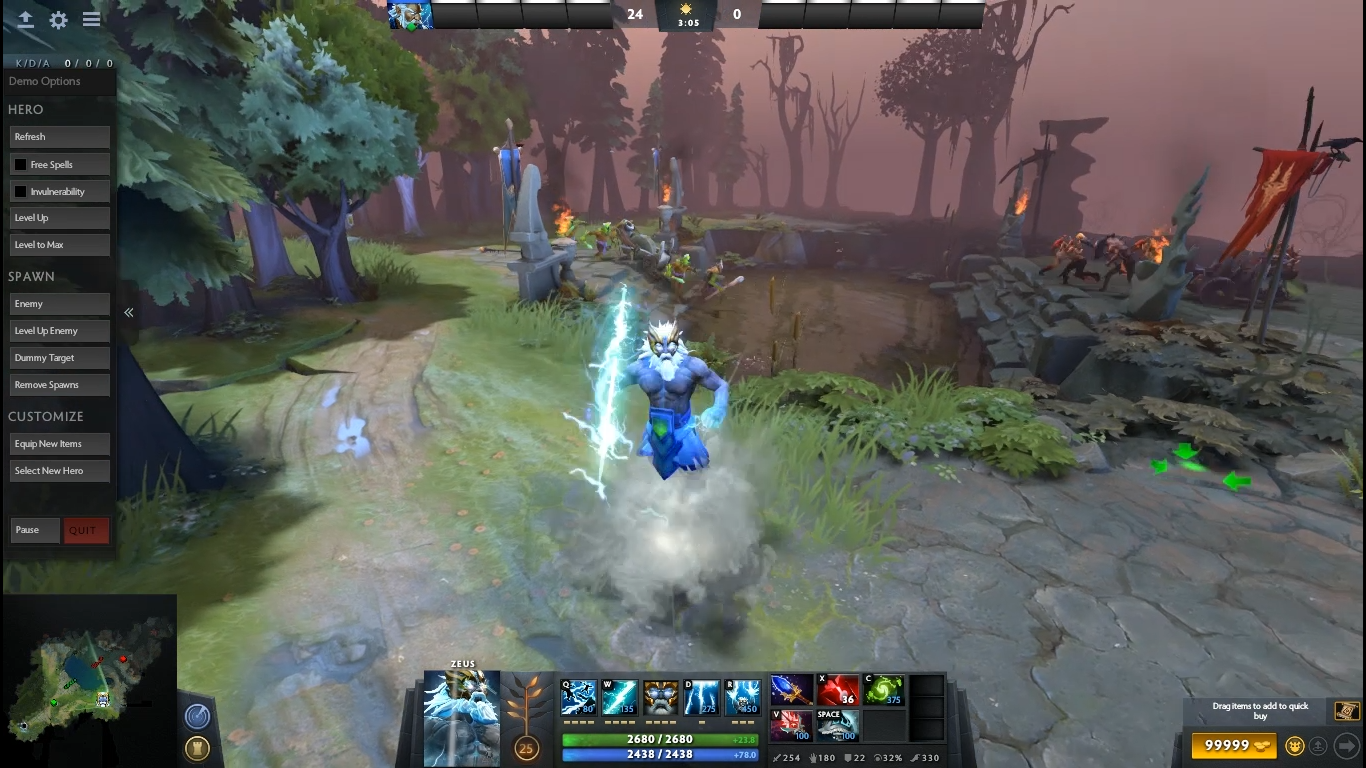 24
3:05
0
K/D/A 0 / 0 / 0
Demo Options
HERO
Refresh
Free Spells
Invulnerability
Level Up
Level to Max
SPAWN
Enemy
Level Up Enemy
Dummy Target
Remove Spawns
CUSTOMIZE
Equip New Items
Select New Hero
Pause
QUIT
ZEUS
25
Q 80
W 135
D 275
R 450
2680 / 2680 +23.8
2438 / 2438 +78.0
X 36
C 375
V 100
SPACE 100
254 180 22 32% 330
Drag items to add to quick
buy
99999